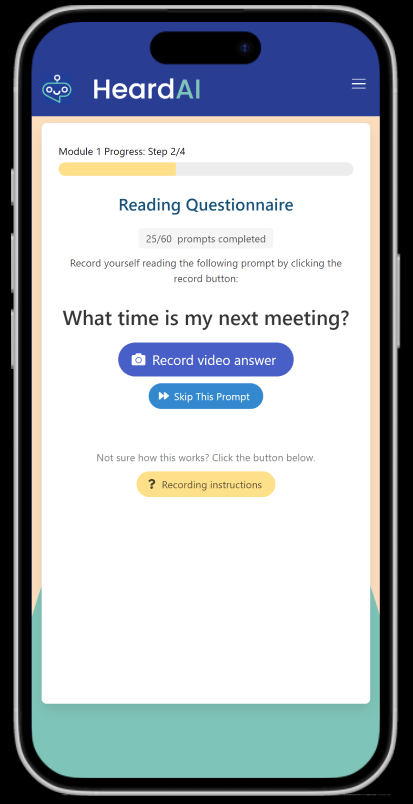 HeardAI
Module 1 Progress: Step 2/4
Reading Questionnaire
25/60 prompts completed
Record yourself reading the following prompt by clicking the
record button:
What time is my next meeting?
Record video answer
Skip This Prompt
Not sure how this works? Click the button below.
? Recording instructions